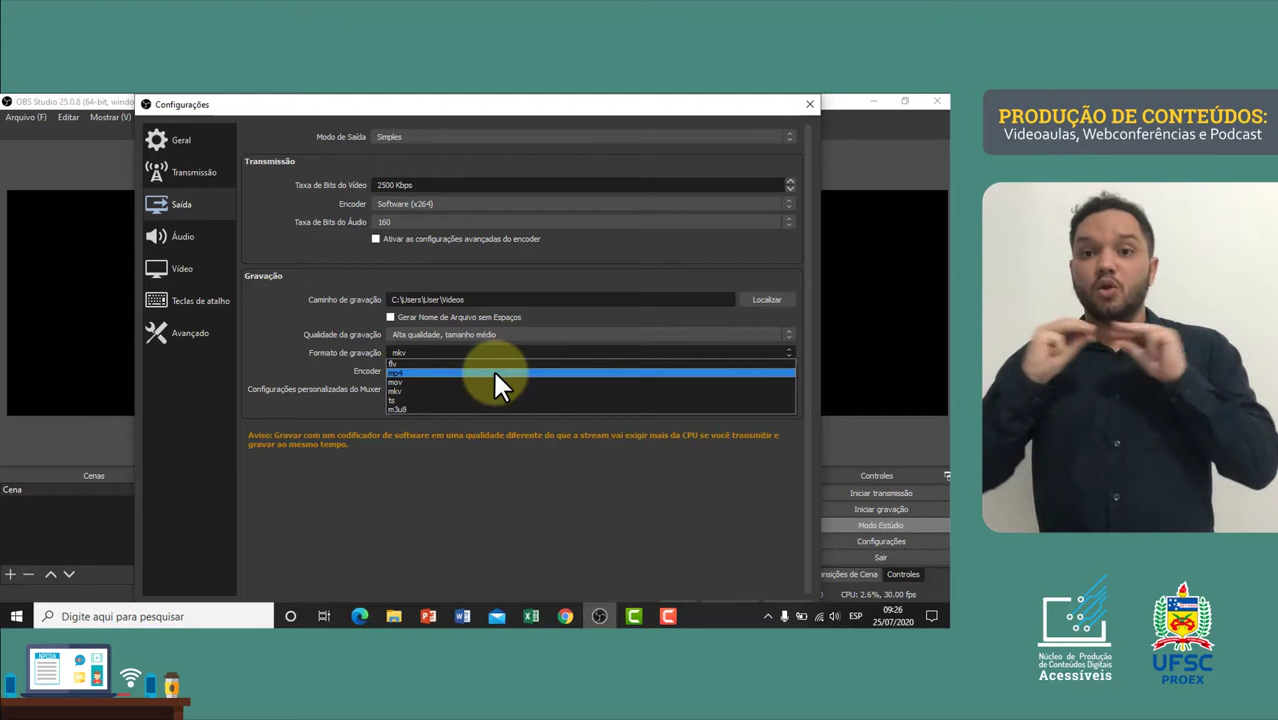 OBS Studio 25.0.8 (64-bit, window
Arquivo (F)
Editar
Mostrar (V)
Configurações
Geral
Transmissão
Saída
Áudio
Vídeo
Teclas de atalho
Avançado
Modo de Saída
Simples
Transmissão
Taxa de Bits do Vídeo
2500 Kbps
Encoder
Software (x264)
Taxa de Bits do Áudio
160
Ativar as configurações avançadas do encoder
Gravação
Caminho de gravação
C:\Users\User\Videos
Localizar
Gerar Nome de Arquivo sem Espaços
Qualidade da gravação
Alta qualidade, tamanho médio
Formato de gravação
mkv
flv
mp4
mov
mkv
ts
m3u8
Encoder
Configurações personalizadas do Muxer
Aviso: Gravar com um codificador de software em uma qualidade diferente do que a stream vai exigir mais da CPU se você transmitir e
gravar ao mesmo tempo.
Cenas
Cena
Controles
Iniciar transmissão
Iniciar gravação
Modo Estúdio
Configurações
Sair
ansições de Cena
Controles
CPU: 2.6%, 30.00 fps
Digite aqui para pesquisar
ESP
09:26
25/07/2020
PRODUÇÃO DE CONTEÚDOS:
Videoaulas, Webconferências e Podcast
Núcleo de Produção
de Conteúdos Digitais
Acessíveis
UFSC
PROEX
NPCDA